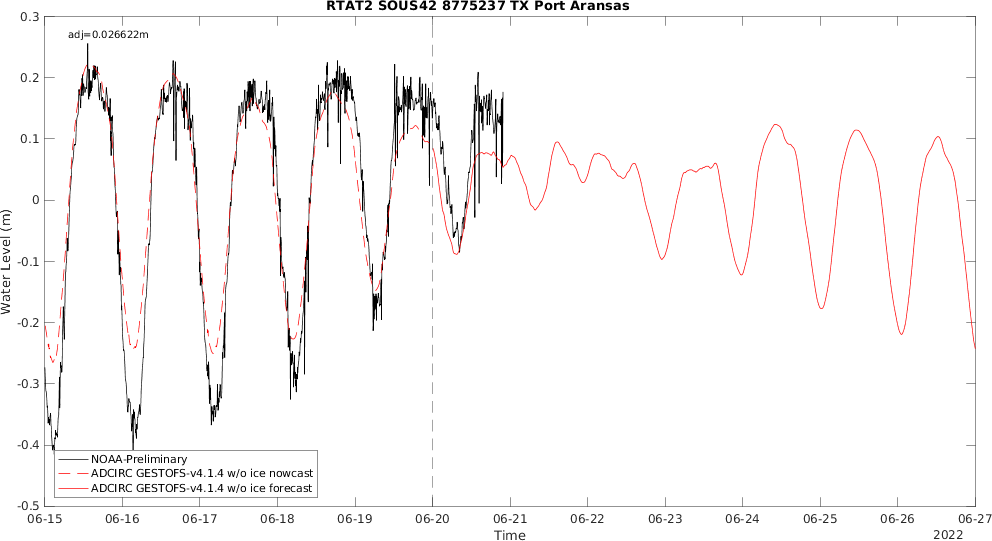 RTAT2 SOUS42 8775237 TX Port Aransas
adj=0.026622m
0.3
0.2
0.1
0
-0.1
-0.2
-0.3
-0.4
-0.5
Water Level (m)
NOAA-Preliminary
ADCIRC GESTOFS-v4.1.4 w/o ice nowcast
ADCIRC GESTOFS-v4.1.4 w/o ice forecast
06-15 06-16 06-17 06-18 06-19 06-20 06-21 06-22 06-23 06-24 06-25 06-26 06-27
Time
2022